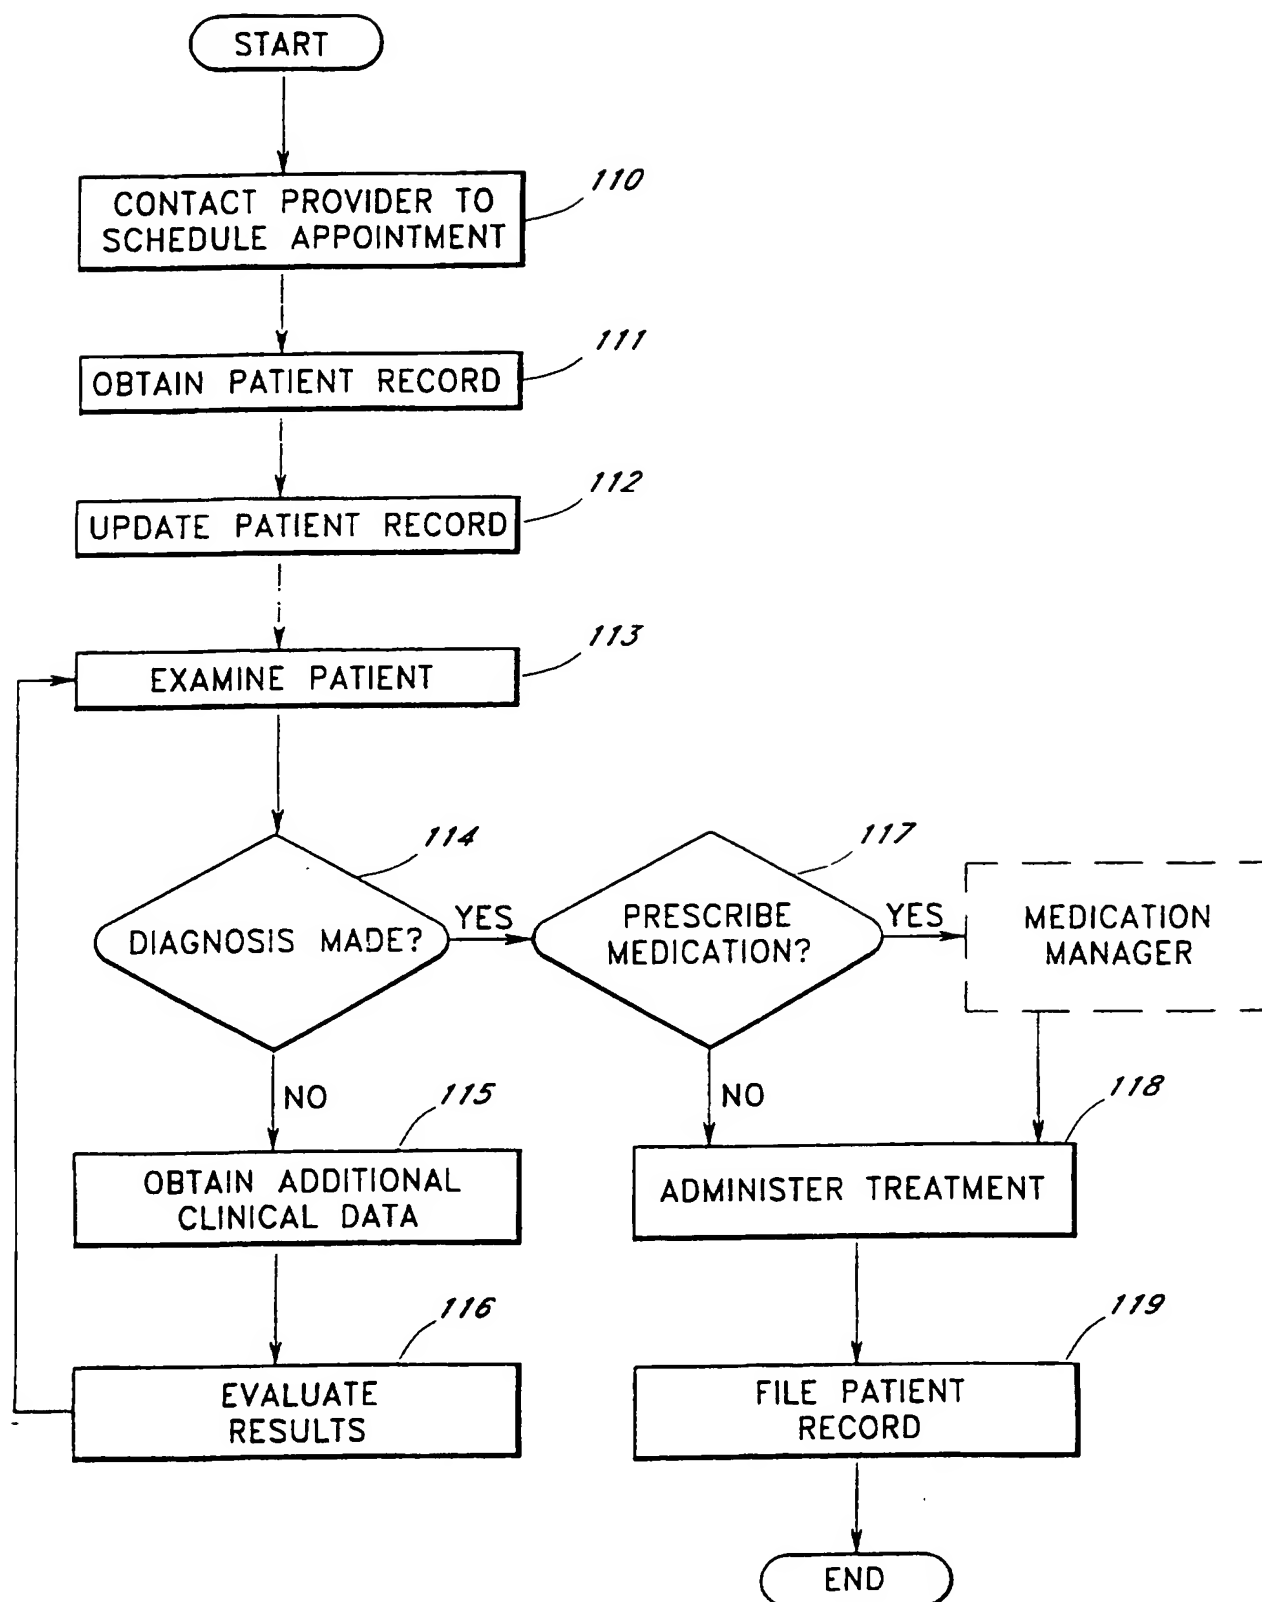 START
110
CONTACT PROVIDER TO
SCHEDULE APPOINTMENT
111
OBTAIN PATIENT RECORD
112
UPDATE PATIENT RECORD
113
EXAMINE PATIENT
114
DIAGNOSIS MADE?
YES
117
PRESCRIBE
MEDICATION?
YES
MEDICATION
MANAGER
NO
115
OBTAIN ADDITIONAL
CLINICAL DATA
NO
118
ADMINISTER TREATMENT
116
EVALUATE
RESULTS
119
FILE PATIENT
RECORD
END